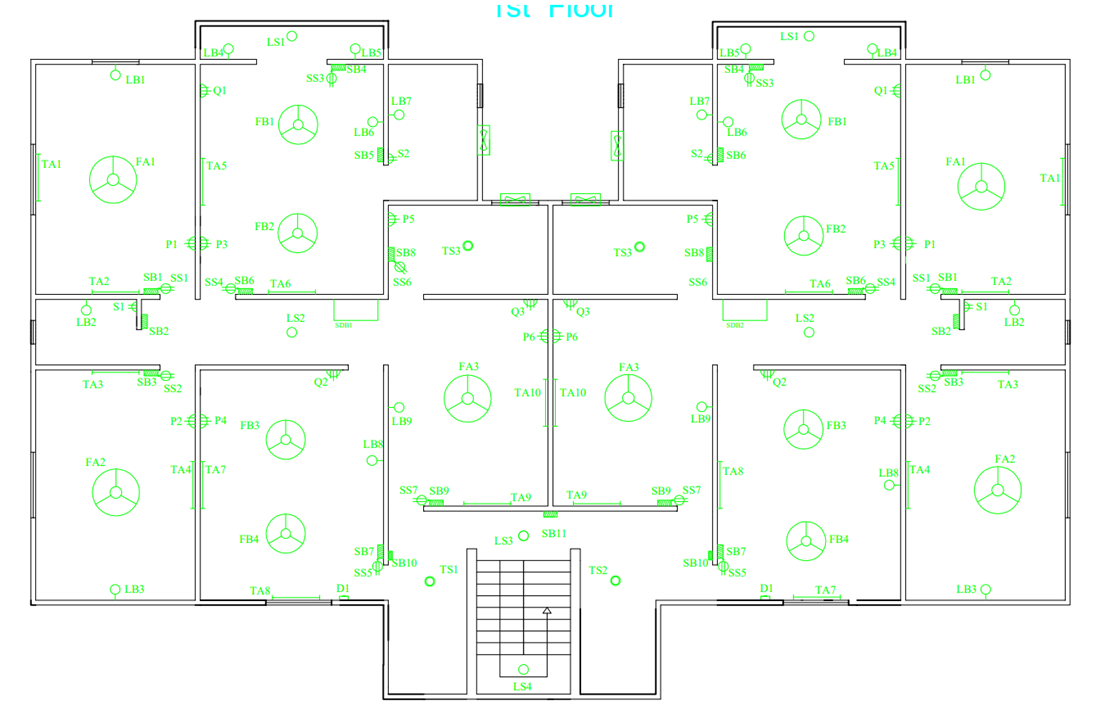 1st Floor
LS1 LS1
LB4 LB5 LB5 LB4
SB4 SB4
LB1 SS3 SS3 LB1
Q1 Q1
LB7 LB7
FB1 LB6 LB6 FB1
SB5 S2 S2 SB6
TA1 FA1 TA5 TA5 FA1 TA1
P5 P5
FB2 FB2
P1 P3 TS3 TS3 P3 P1
SB8 SB8
TA2 SB1 SS1 SS4 SB6 TA6 SS6 SS6 TA6 SB6 SS4 SS1 SB1 TA2
S1 Q3 Q3 S1
LB2 LS2 SDB1 SDB2 LS2 LB2
SB2 SB2
P6 P6
FA3 FA3
TA3 SB3 SS2 Q2 Q2 SS2 SB3 TA3
TA10 TA10
P2 P4 LB9 LB9 P4 P2
FB3 FB3
LB8
FA2 TA4 TA7 TA8 LB8 TA4 FA2
SS7 SB9 TA9 TA9 SB9 SS7
FB4 LS3 SB11 FB4
SB7 SB10 SB10 SB7
SS5 TS1 TS2 SS5
LB3 TA8 D1 D1 TA7 LB3
LS4